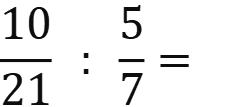 10/21 : 5/7 =